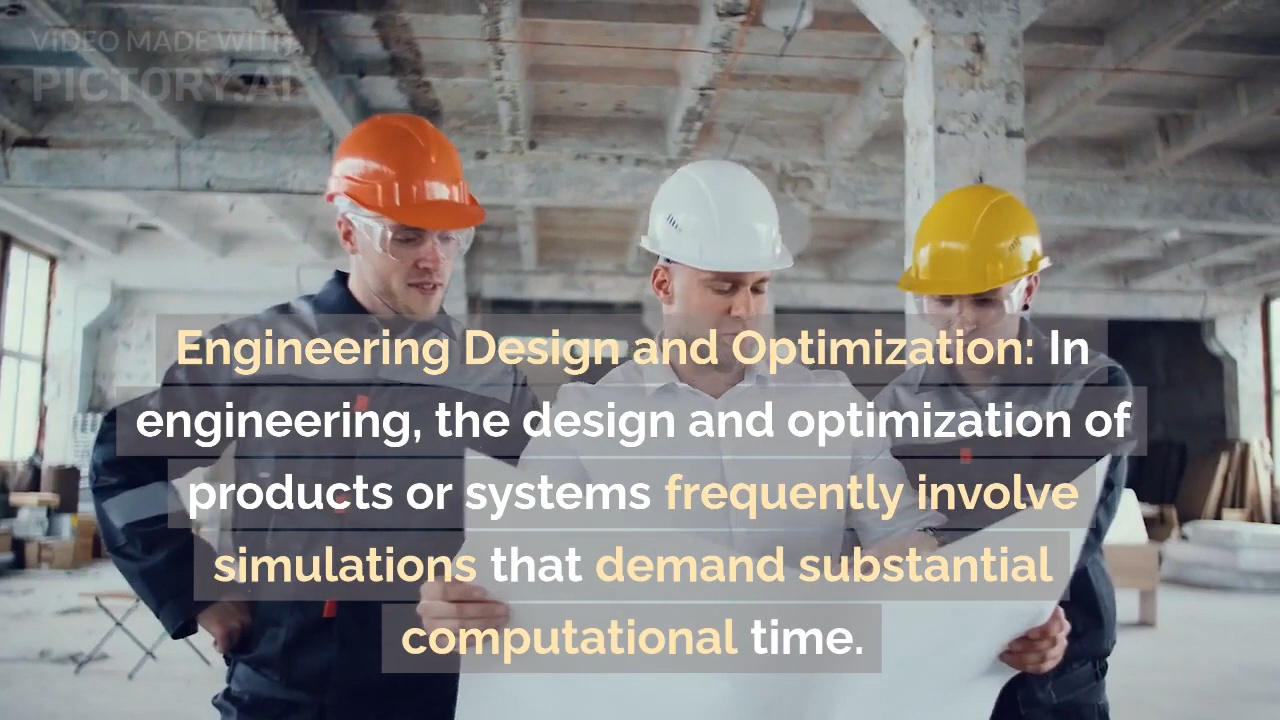 VIDEO MADE WITH
PICTORY.AI
Engineering Design and Optimization: In
engineering, the design and optimization of
products or systems frequently involve
simulations that demand substantial
computational time.